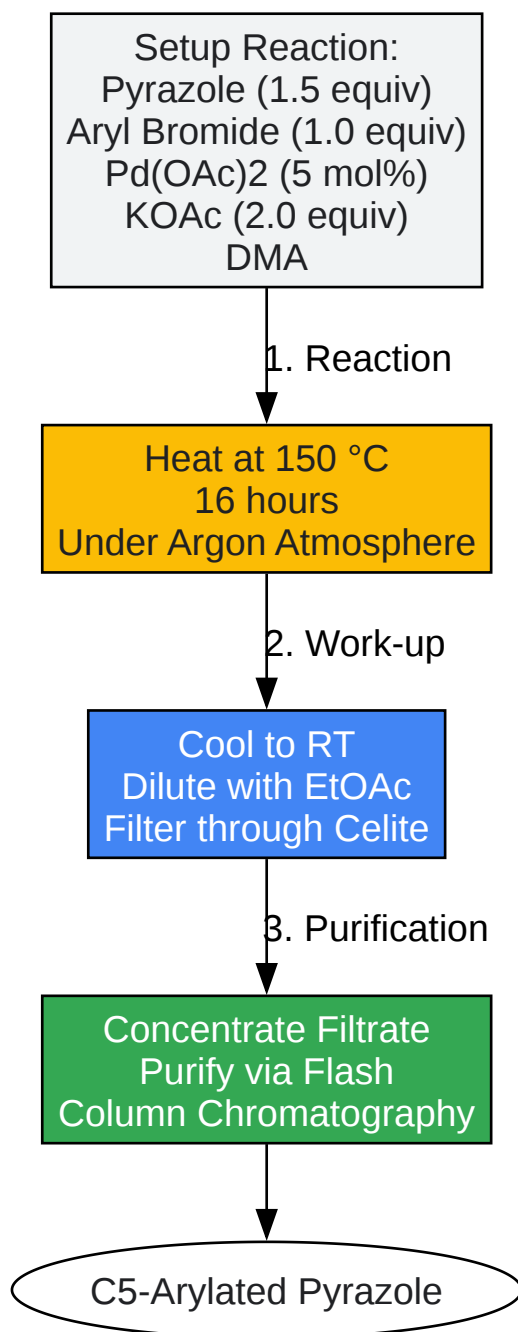 Setup Reaction:
Pyrazole (1.5 equiv)
Aryl Bromide (1.0 equiv)
Pd(OAc)2 (5 mol%)
KOAc (2.0 equiv)
DMA
1. Reaction
Heat at 150 °C
16 hours
Under Argon Atmosphere
2. Work-up
Cool to RT
Dilute with EtOAc
Filter through Celite
3. Purification
Concentrate Filtrate
Purify via Flash
Column Chromatography
C5-Arylated Pyrazole